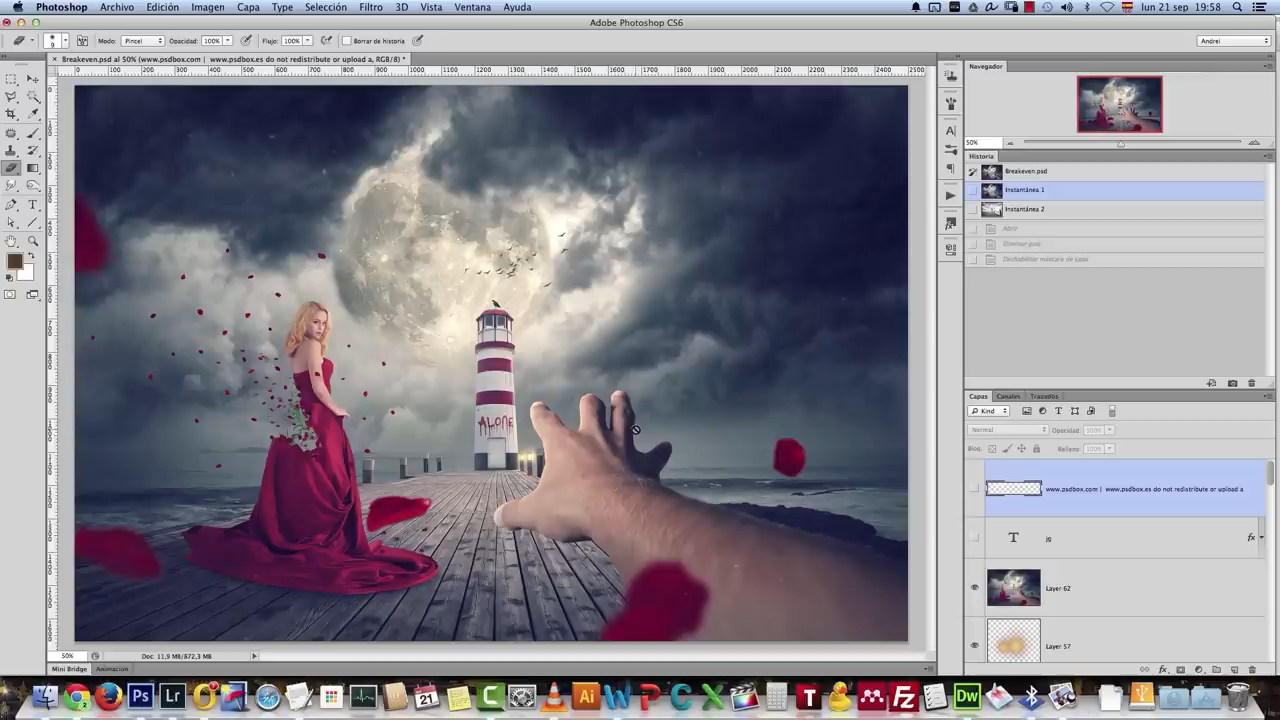 Photoshop Archivo Edición Imagen Capa Tipo Selección Filtro 3D Vista Ventana Ayuda lun 21 sep 19:58
Adobe Photoshop CS6
Modo: Pincel Opacidad: 100% Flujo: 100% Borrar de historia Andrei
Breakeven.psd al 50% (www.psdbox.com | www.psdbox.es do not redistribute or upload a, RGB/8) *
Navegador
50%
Historia
Breakeven.psd
Instantánea 1
Instantánea 2
Abrir
Eliminar guía
Deshabilitar máscara de capa
ALONE
Capas Canales Trazados
Kind
Normal Opacidad: 100%
Bloq.: Relleno: 100%
www.psdbox.com | www.psdbox.es do not redistribute or upload a
T jg fx
Layer 62
Layer 57
50% Doc: 11,9 MB/872,3 MB
Mini Bridge Animación